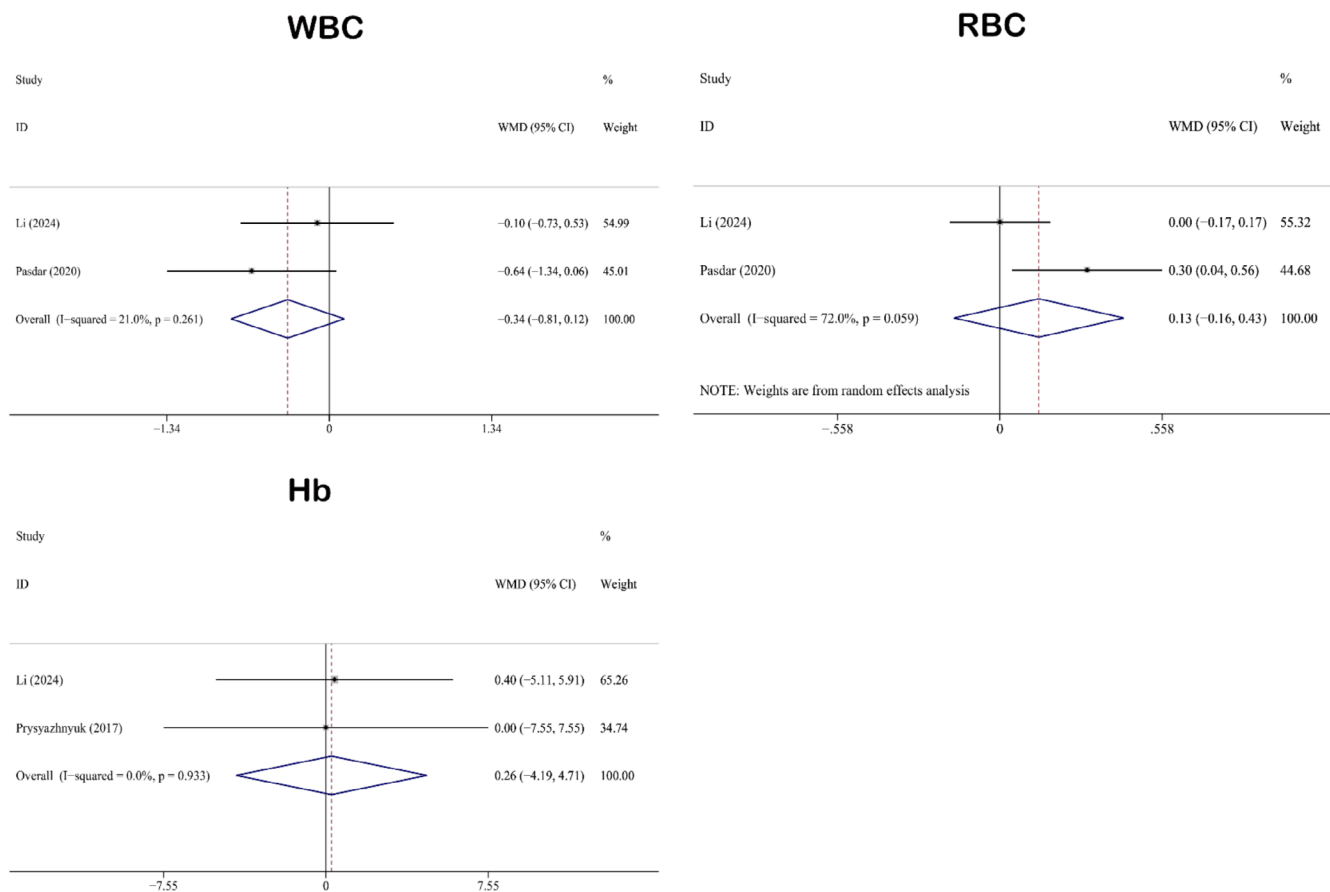 WBC
Study %
ID WMD (95% CI) Weight
Li (2024) −0.10 (−0.73, 0.53) 54.99
Pasdar (2020) −0.64 (−1.34, 0.06) 45.01
Overall (I−squared = 21.0%, p = 0.261) −0.34 (−0.81, 0.12) 100.00
−1.34 0 1.34
RBC
Study %
ID WMD (95% CI) Weight
Li (2024) 0.00 (−0.17, 0.17) 55.32
Pasdar (2020) 0.30 (0.04, 0.56) 44.68
Overall (I−squared = 72.0%, p = 0.059) 0.13 (−0.16, 0.43) 100.00
NOTE: Weights are from random effects analysis
−.558 0 .558
Hb
Study %
ID WMD (95% CI) Weight
Li (2024) 0.40 (−5.11, 5.91) 65.26
Prysyazhnyuk (2017) 0.00 (−7.55, 7.55) 34.74
Overall (I−squared = 0.0%, p = 0.933) 0.26 (−4.19, 4.71) 100.00
−7.55 0 7.55